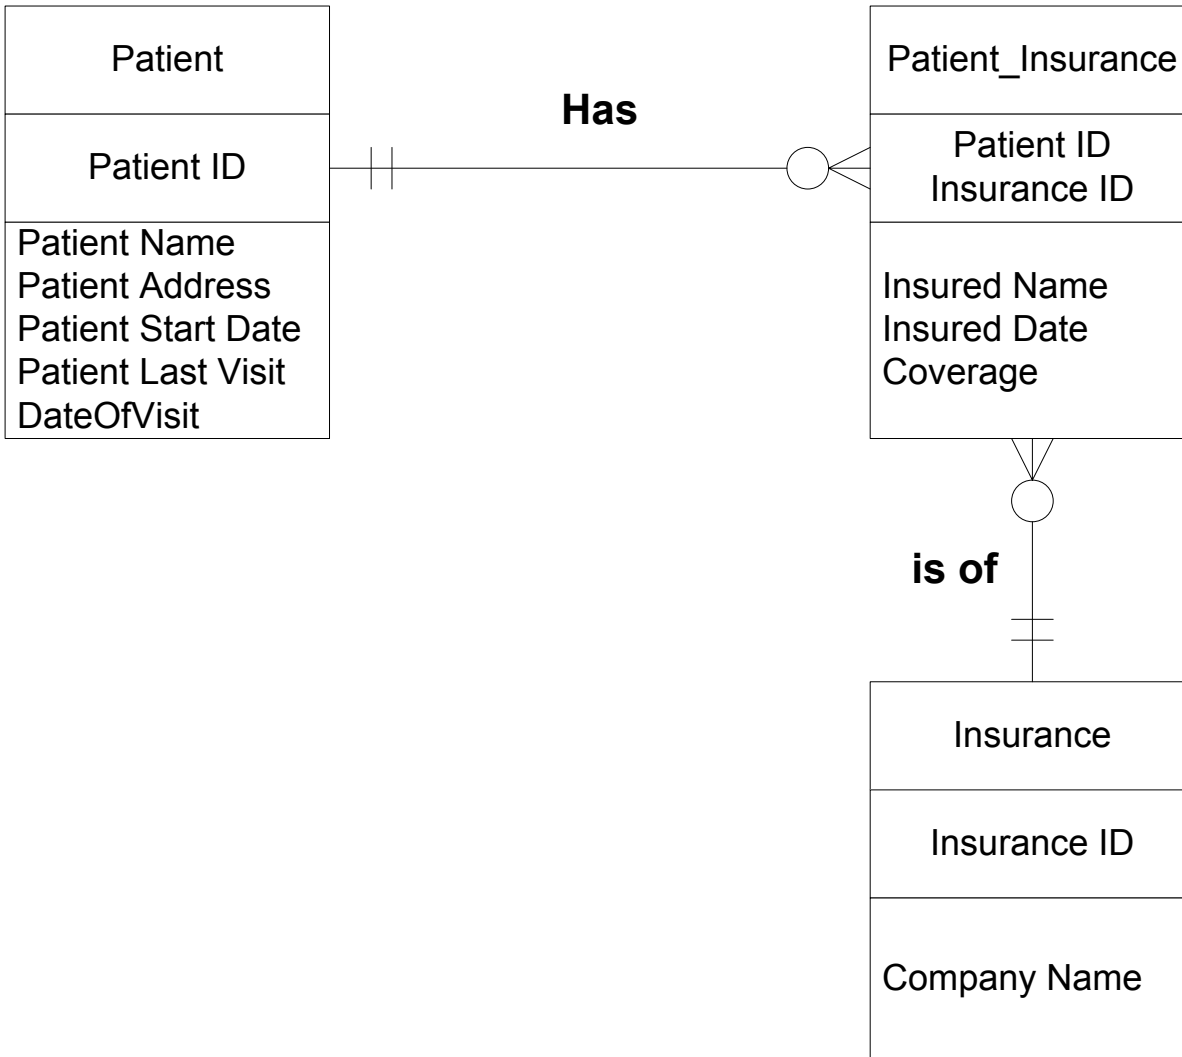 Patient
Patient ID
Patient Name
Patient Address
Patient Start Date
Patient Last Visit
DateOfVisit
Has
Patient_Insurance
Patient ID
Insurance ID
Insured Name
Insured Date
Coverage
is of
Insurance
Insurance ID
Company Name